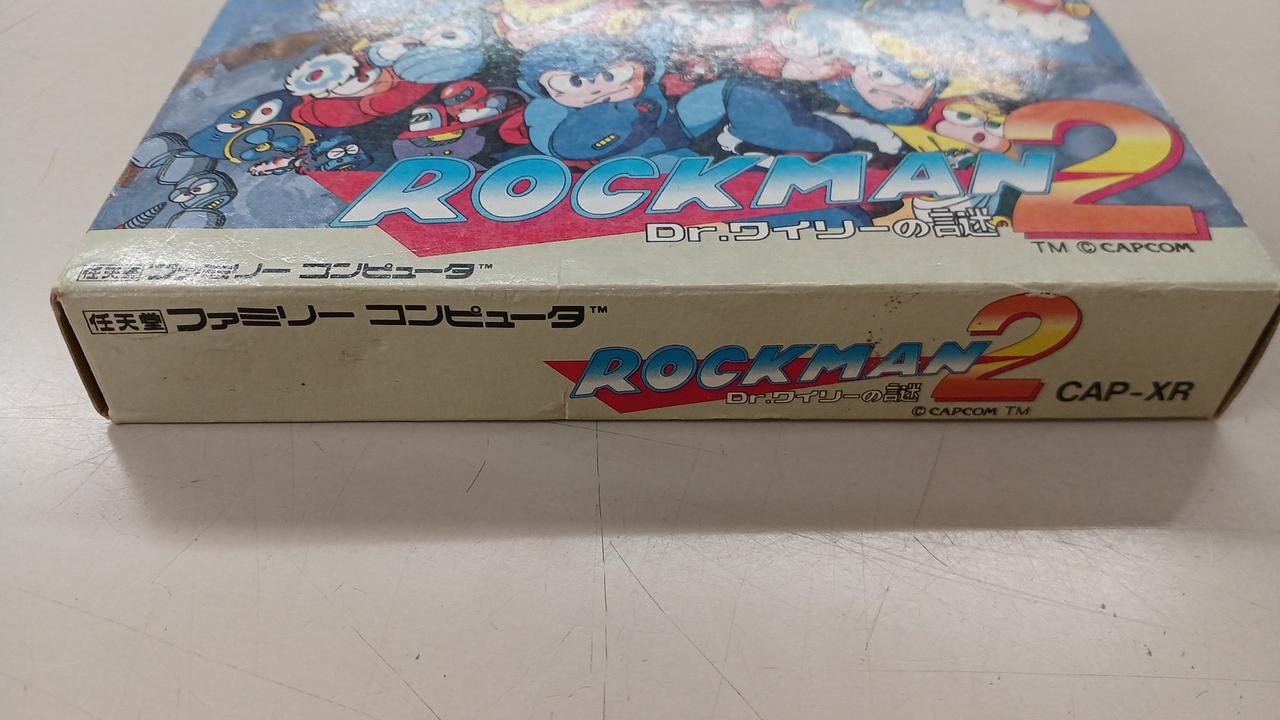 ROCKMAN 2
Dr.ワイリーの謎
TM © CAPCOM
任天堂 ファミリー コンピュータ™
任天堂 ファミリー コンピュータ™
ROCKMAN 2
Dr.ワイリーの謎
CAP-XR
© CAPCOM TM